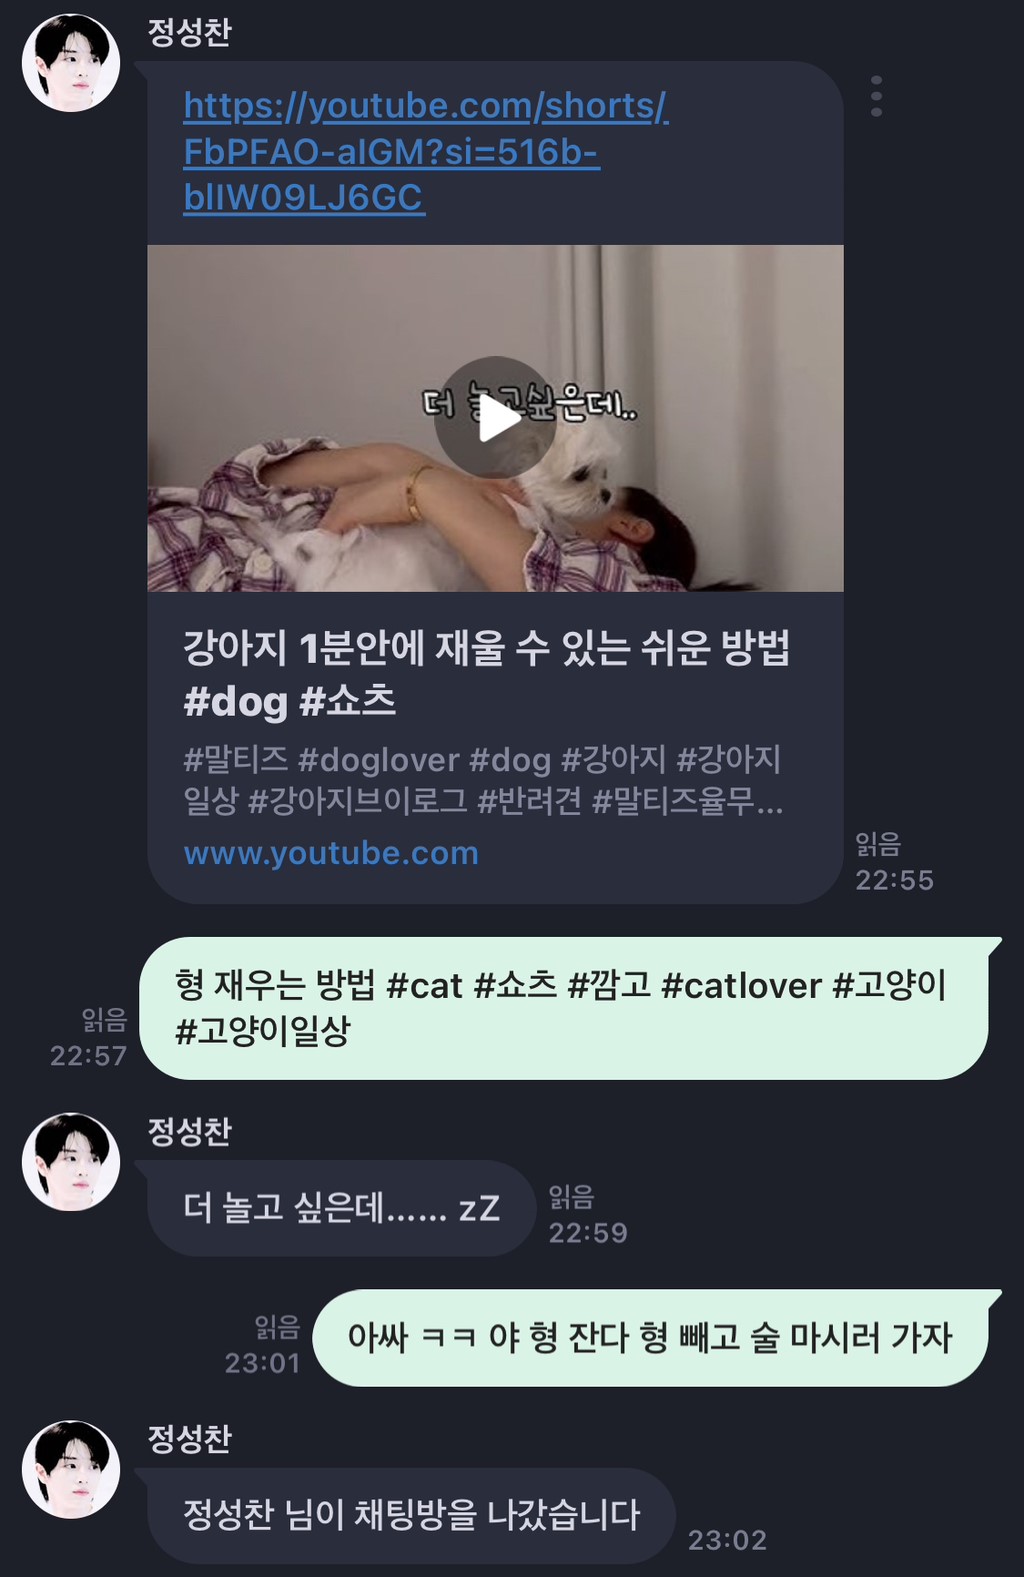 정성찬
https://youtube.com/shorts/
FbPFAO-aIGM?si=516b-
bIIW09LJ6GC
더 놀고싶은데..
강아지 1분안에 재울 수 있는 쉬운 방법
#dog #쇼츠
#말티즈 #doglover #dog #강아지 #강아지
일상 #강아지브이로그 #반려견 #말티즈율무...
www.youtube.com
읽음
22:55
형 재우는 방법 #cat #쇼츠 #깜고 #catlover #고양이
#고양이일상
읽음
22:57
정성찬
더 놀고 싶은데...... zZ
읽음
22:59
아싸 ㅋㅋ 야 형 잔다 형 빼고 술 마시러 가자
읽음
23:01
정성찬
정성찬 님이 채팅방을 나갔습니다
23:02